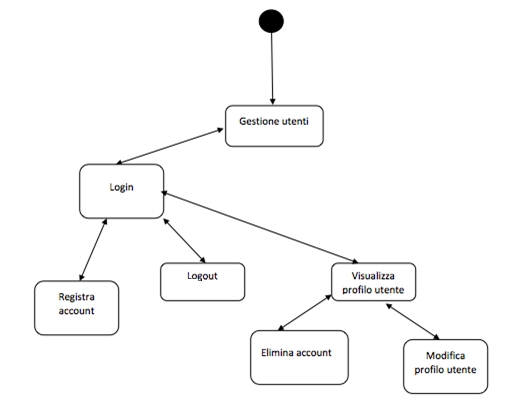 Gestione utenti
Login
Logout
Registra
account
Visualizza
profilo utente
Elimina account
Modifica
profilo utente